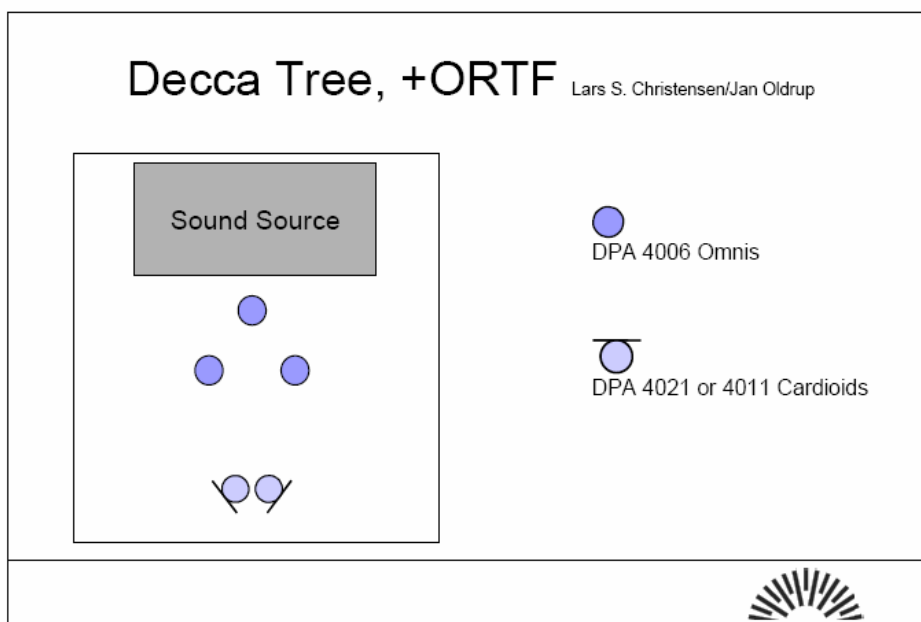 Decca Tree, +ORTF Lars S. Christensen/Jan Oldrup
Sound Source
DPA 4006 Omnis
DPA 4021 or 4011 Cardioids